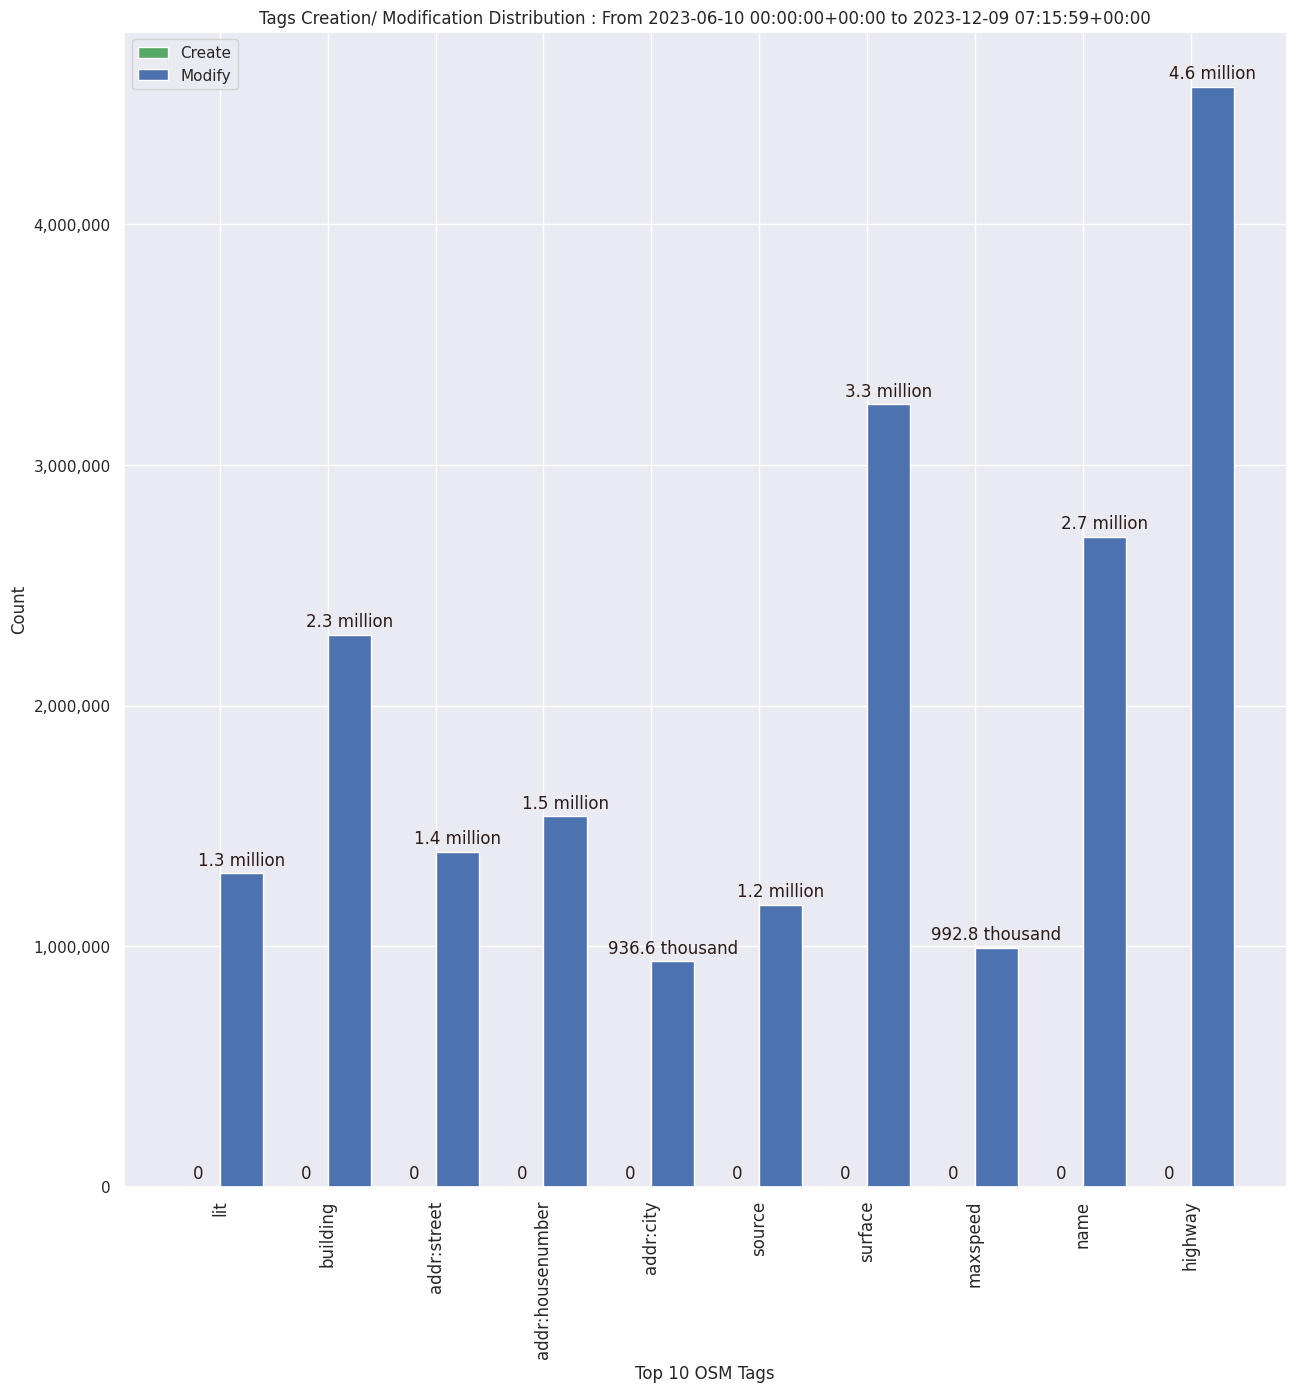 Tags Creation/ Modification Distribution : From 2023-06-10 00:00:00+00:00 to 2023-12-09 07:15:59+00:00
Create
Modify
4.6 million
4,000,000
3.3 million
3,000,000
2.7 million
2.3 million
Count
2,000,000
1.5 million
1.4 million
1.3 million
1.2 million
992.8 thousand
936.6 thousand
1,000,000
0 0 0 0 0 0 0 0 0 0
0
lit
building
addr:street
addr:housenumber
addr:city
source
surface
maxspeed
name
highway
Top 10 OSM Tags